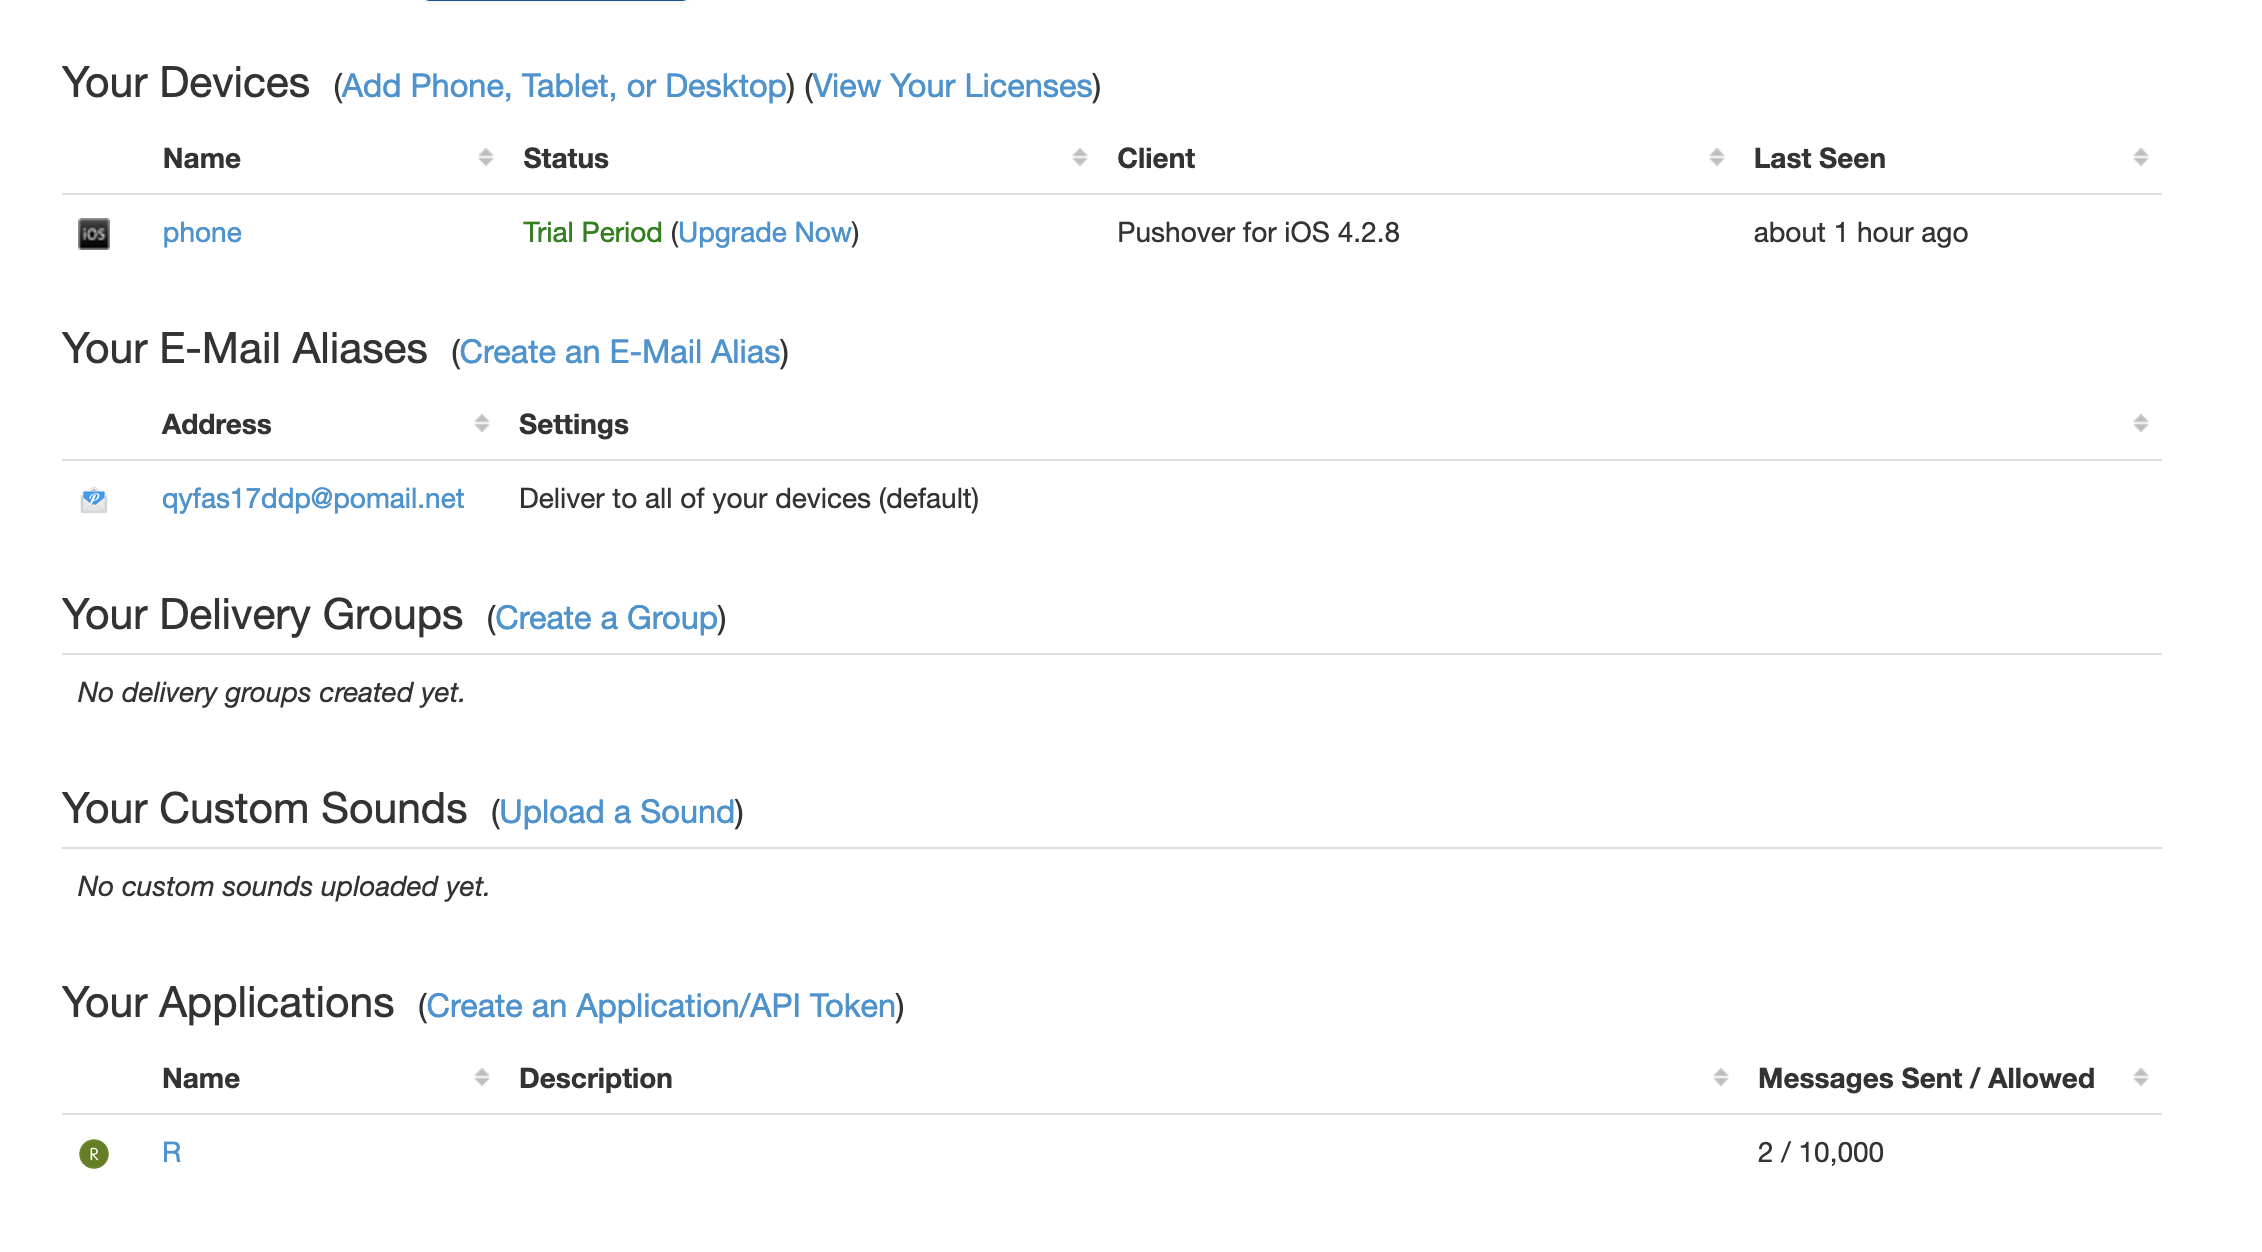 Your Devices (Add Phone, Tablet, or Desktop) (View Your Licenses)
Name Status Client Last Seen
iOS phone Trial Period (Upgrade Now) Pushover for iOS 4.2.8 about 1 hour ago
Your E-Mail Aliases (Create an E-Mail Alias)
Address Settings
qyfas17ddp@pomail.net Deliver to all of your devices (default)
Your Delivery Groups (Create a Group)
No delivery groups created yet.
Your Custom Sounds (Upload a Sound)
No custom sounds uploaded yet.
Your Applications (Create an Application/API Token)
Name Description Messages Sent / Allowed
R R 2 / 10,000